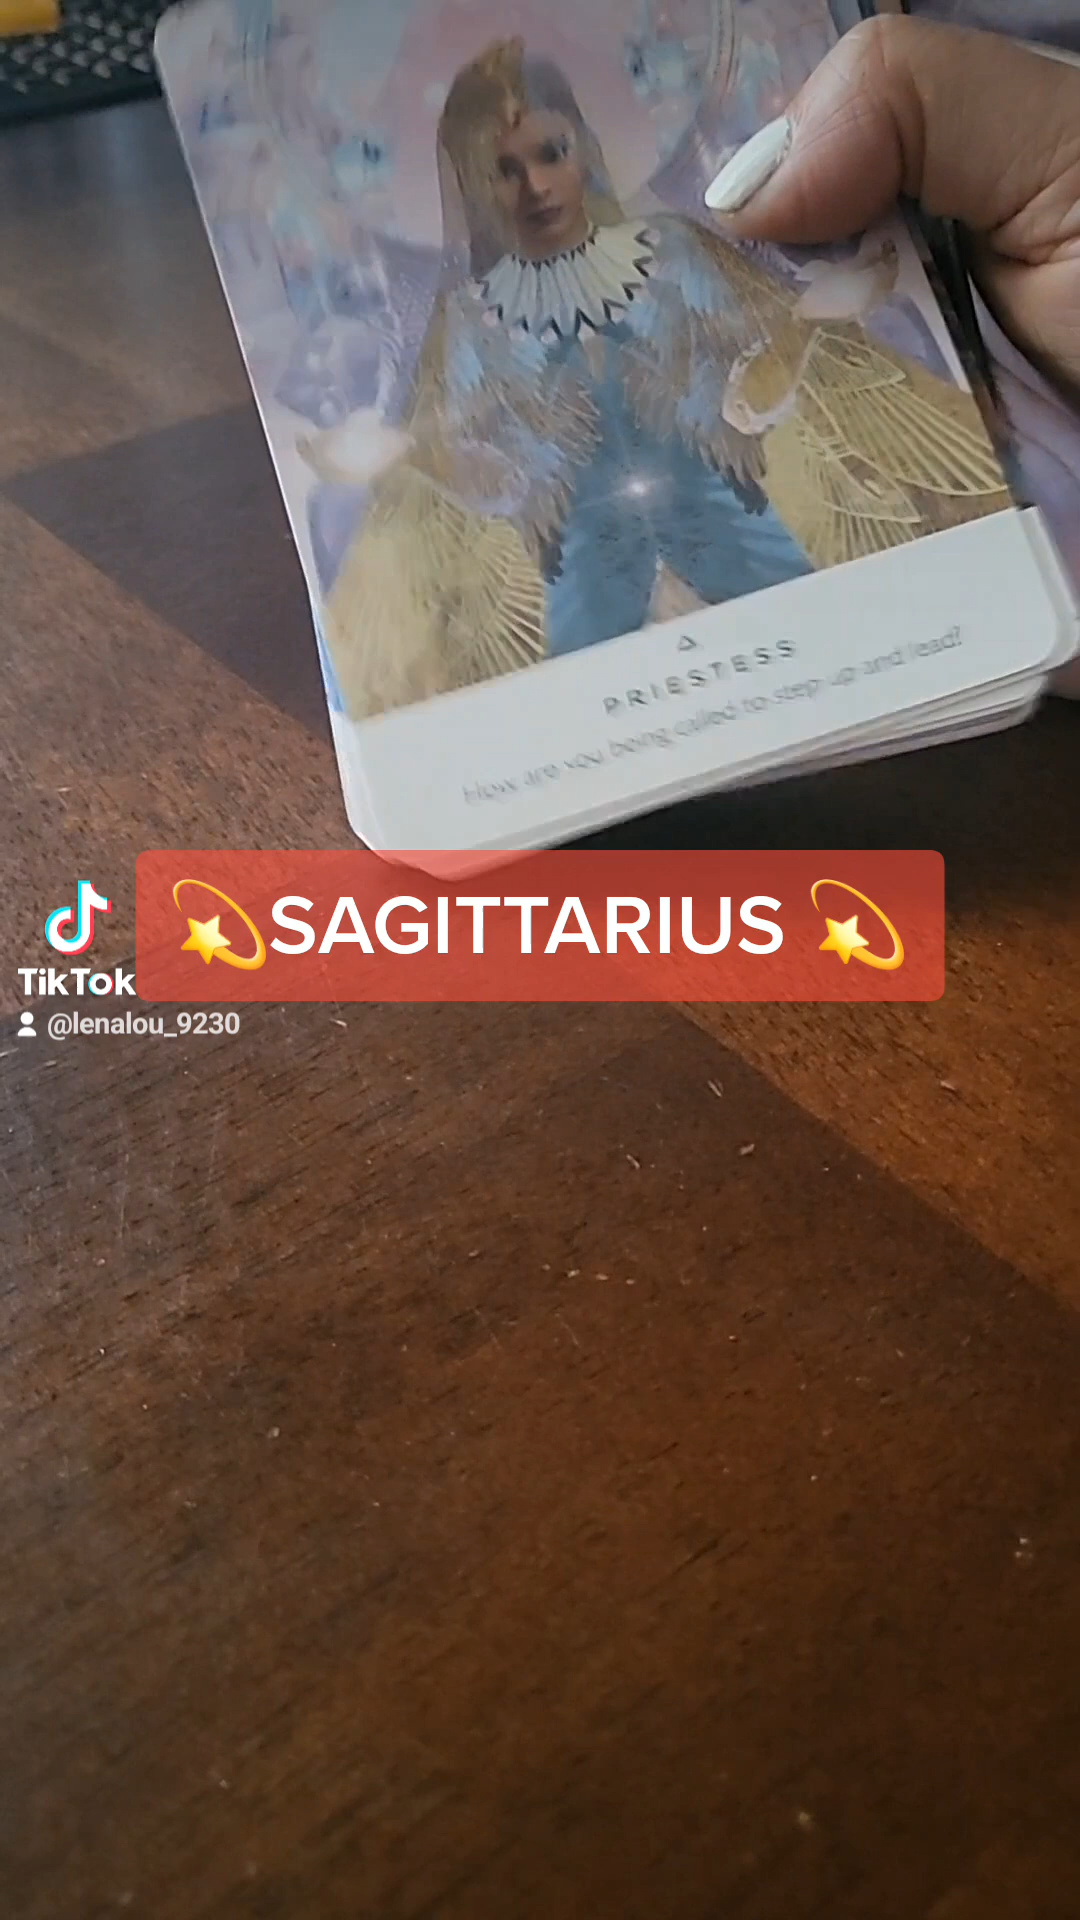 PRIESTESS
How are you being called to step up and lead?
💫SAGITTARIUS 💫
TikTok
@lenalou_9230